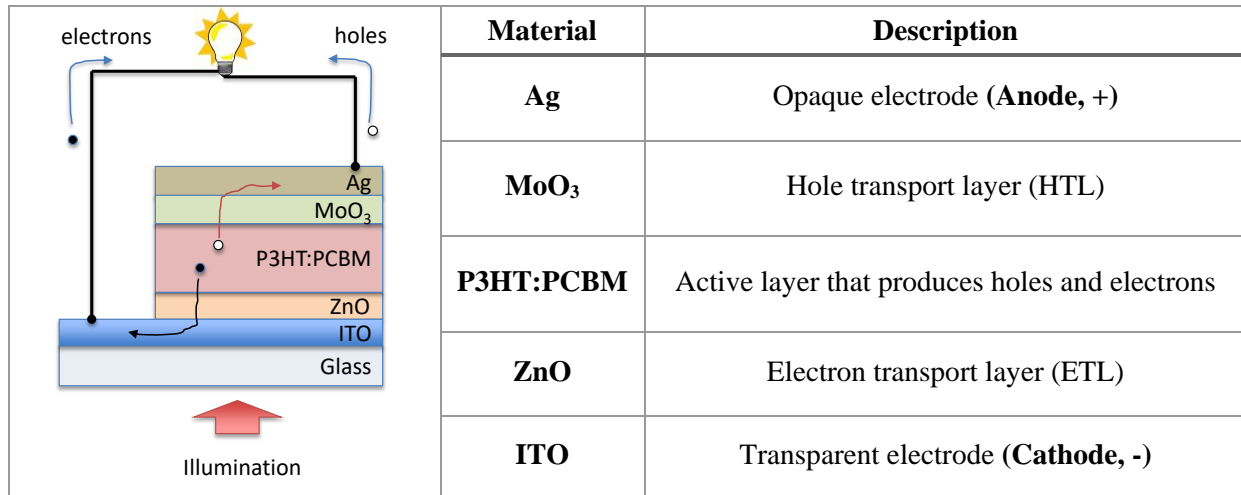 electrons
holes
Ag
MoO₃
P3HT:PCBM
ZnO
ITO
Glass
Illumination
Material Description
Ag Opaque electrode (Anode, +)
MoO₃ Hole transport layer (HTL)
P3HT:PCBM Active layer that produces holes and electrons
ZnO Electron transport layer (ETL)
ITO Transparent electrode (Cathode, -)